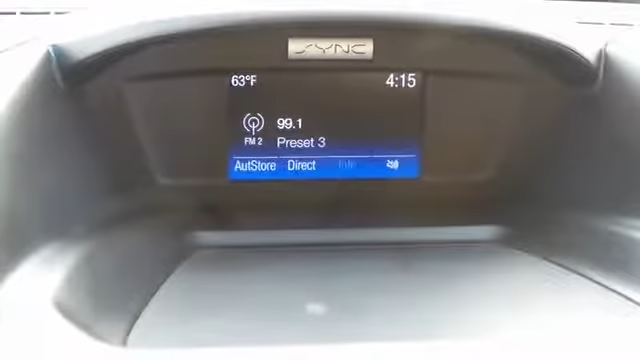 SYNC
63°F 4:15
99.1
FM 2 Preset 3
AutStore Direct Info